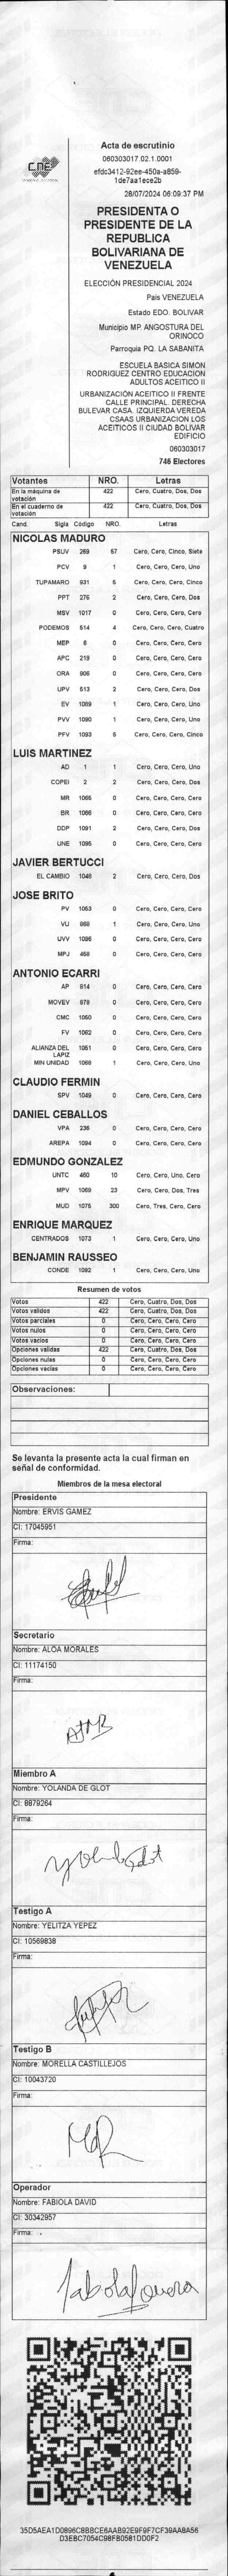 CNE
Acta de escrutinio
060303017.02.1.0001
efdc3412-92ee-450a-a859-
1de7aa1ece2b
28/07/2024 06:09:37 PM
PRESIDENTA O
PRESIDENTE DE LA
REPUBLICA
BOLIVARIANA DE
VENEZUELA
ELECCIÓN PRESIDENCIAL 2024
País VENEZUELA
Estado EDO. BOLIVAR
Municipio MP. ANGOSTURA DEL
ORINOCO
Parroquia PQ. LA SABANITA
ESCUELA BASICA SIMON
RODRIGUEZ CENTRO EDUCACION
ADULTOS ACEITICO II
URBANIZACIÓN ACEITICO II FRENTE
CALLE PRINCIPAL. DERECHA
BULEVAR CASA. IZQUIERDA VEREDA
CSAAS URBANIZACION LOS
ACEITICOS II CIUDAD BOLIVAR
EDIFICIO
060303017
746 Electores
Votantes NRO. Letras
En la máquina de votación 422 Cero, Cuatro, Dos, Dos
En el cuaderno de votación 422 Cero, Cuatro, Dos, Dos
Cand. Sigla Código NRO. Letras
NICOLAS MADURO
PSUV 269 57 Cero, Cero, Cinco, Siete
PCV 9 1 Cero, Cero, Cero, Uno
TUPAMARO 931 5 Cero, Cero, Cero, Cinco
PPT 276 2 Cero, Cero, Cero, Dos
MSV 1017 0 Cero, Cero, Cero, Cero
PODEMOS 514 4 Cero, Cero, Cero, Cuatro
MEP 6 0 Cero, Cero, Cero, Cero
APC 219 0 Cero, Cero, Cero, Cero
ORA 906 0 Cero, Cero, Cero, Cero
UPV 513 2 Cero, Cero, Cero, Dos
EV 1089 1 Cero, Cero, Cero, Uno
PVV 1090 1 Cero, Cero, Cero, Uno
PFV 1093 5 Cero, Cero, Cero, Cinco
LUIS MARTINEZ
AD 1 1 Cero, Cero, Cero, Uno
COPEI 2 2 Cero, Cero, Cero, Dos
MR 1065 0 Cero, Cero, Cero, Cero
BR 1066 0 Cero, Cero, Cero, Cero
DDP 1091 2 Cero, Cero, Cero, Dos
UNE 1095 0 Cero, Cero, Cero, Cero
JAVIER BERTUCCI
EL CAMBIO 1046 2 Cero, Cero, Cero, Dos
JOSE BRITO
PV 1053 0 Cero, Cero, Cero, Cero
VU 968 1 Cero, Cero, Cero, Uno
UVV 1096 0 Cero, Cero, Cero, Cero
MPJ 458 0 Cero, Cero, Cero, Cero
ANTONIO ECARRI
AP 814 0 Cero, Cero, Cero, Cero
MOVEV 979 0 Cero, Cero, Cero, Cero
CMC 1050 0 Cero, Cero, Cero, Cero
FV 1062 0 Cero, Cero, Cero, Cero
ALIANZA DEL LAPIZ 1051 0 Cero, Cero, Cero, Cero
MIN UNIDAD 1068 1 Cero, Cero, Cero, Uno
CLAUDIO FERMIN
SPV 1049 0 Cero, Cero, Cero, Cero
DANIEL CEBALLOS
VPA 236 0 Cero, Cero, Cero, Cero
AREPA 1094 0 Cero, Cero, Cero, Cero
EDMUNDO GONZALEZ
UNTC 460 10 Cero, Cero, Uno, Cero
MPV 1069 23 Cero, Cero, Dos, Tres
MUD 1075 300 Cero, Tres, Cero, Cero
ENRIQUE MARQUEZ
CENTRADOS 1073 1 Cero, Cero, Cero, Uno
BENJAMIN RAUSSEO
CONDE 1092 1 Cero, Cero, Cero, Uno
Resumen de votos
Votos 422 Cero, Cuatro, Dos, Dos
Votos validos 422 Cero, Cuatro, Dos, Dos
Votos parciales 0 Cero, Cero, Cero, Cero
Votos nulos 0 Cero, Cero, Cero, Cero
Votos vacios 0 Cero, Cero, Cero, Cero
Opciones validas 422 Cero, Cuatro, Dos, Dos
Opciones nulas 0 Cero, Cero, Cero, Cero
Opciones vacias 0 Cero, Cero, Cero, Cero
Observaciones:
Se levanta la presente acta la cual firman en
señal de conformidad.
Miembros de la mesa electoral
Presidente
Nombre: ERVIS GAMEZ
CI: 17045951
Firma:
Secretario
Nombre: ALOA MORALES
CI: 11174150
Firma:
Miembro A
Nombre: YOLANDA DE GLOT
CI: 8879264
Firma:
Testigo A
Nombre: YELITZA YEPEZ
CI: 10569838
Firma:
Testigo B
Nombre: MORELLA CASTILLEJOS
CI: 10043720
Firma:
Operador
Nombre: FABIOLA DAVID
CI: 30342957
Firma:
35D5AEA1D0896C8BBCE6AAB92E9F9F7CF39AA8A56
D3EBC7054C98FB0581DD0F2